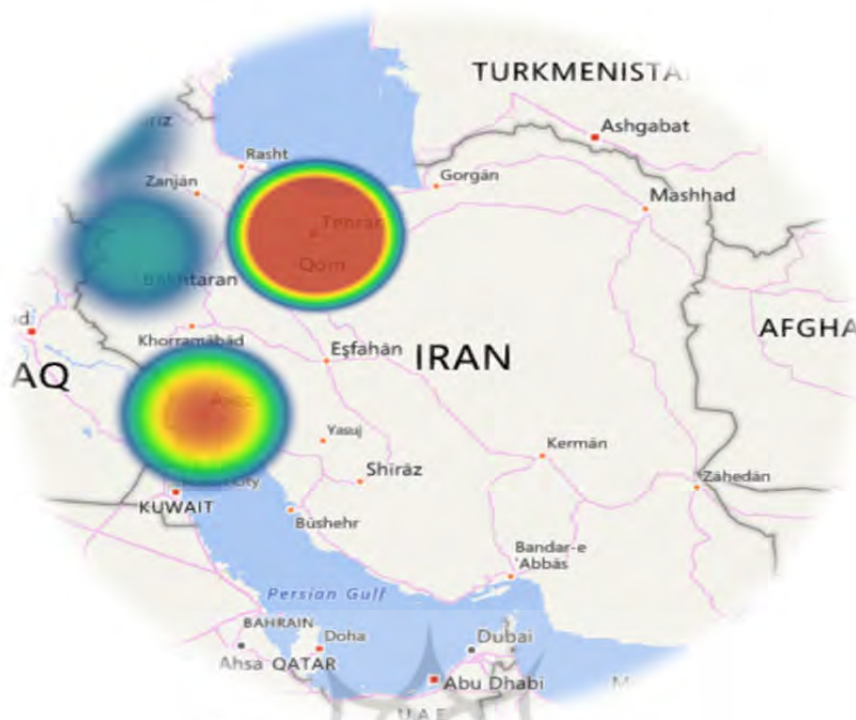 TURKMENISTA
Ashgabat
Rasht
Gorgān
Zanjān
Mashhad
Tehran
Qom
Bakhtaran
AFGHA
Khorramābād
Eşfahān
IRAN
AQ
Yasuj
Kermān
Shīrāz
Zāhedān
City
KUWAIT
Būshehr
Bandar-e
'Abbās
Persian Gulf
BAHRAIN
Doha
Dubai
Ahsa QATAR
Abu Dhabi
U.A.E